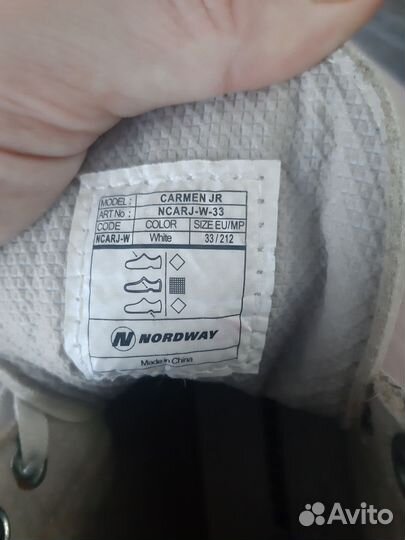 MODEL : CARMEN JR
ART No : NCARJ-W-33
CODE COLOR SIZE EU/MP
NCARJ-W White 33 / 212
NORDWAY
Made in China
Avito